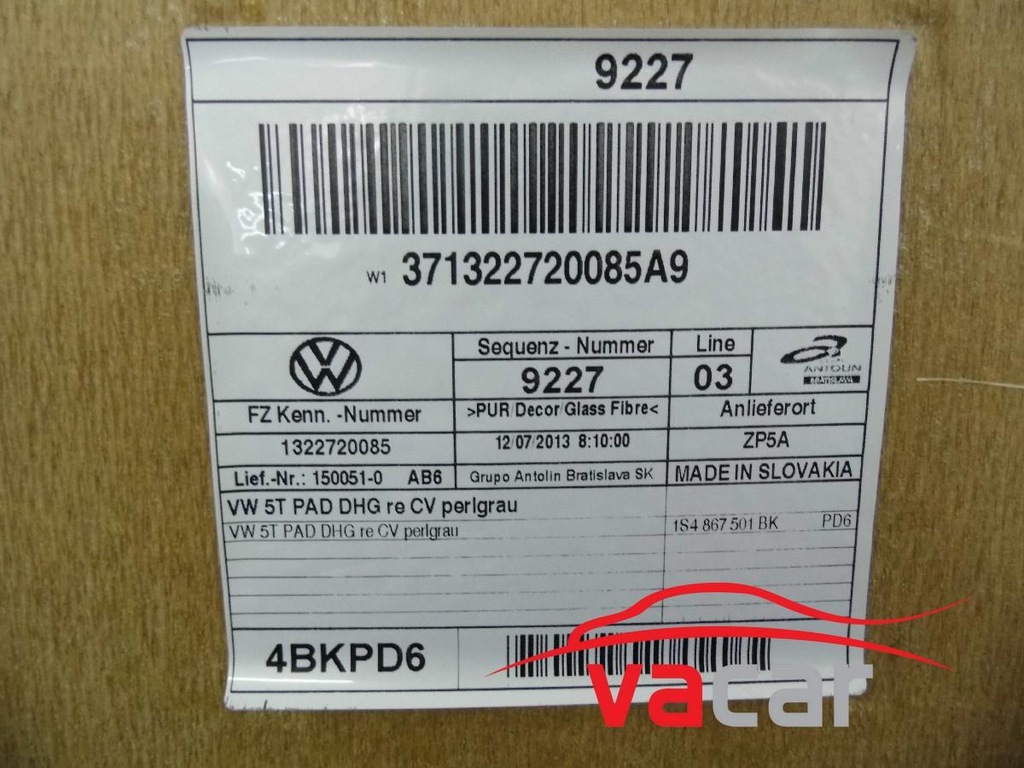 9227
W1 371322720085A9
Sequenz - Nummer Line
9227 03
ANTOLIN
BRATISLAVA
FZ Kenn. -Nummer >PUR/Decor/Glass Fibre< Anlieferort
1322720085 12/07/2013 8:10:00 ZP5A
Lief.-Nr.: 150051-0 AB6 Grupo Antolin Bratislava SK MADE IN SLOVAKIA
VW 5T PAD DHG re CV perlgrau
VW 5T PAD DHG re CV perlgrau 1S4 867 501 BK PD6
4BKPD6
vacar